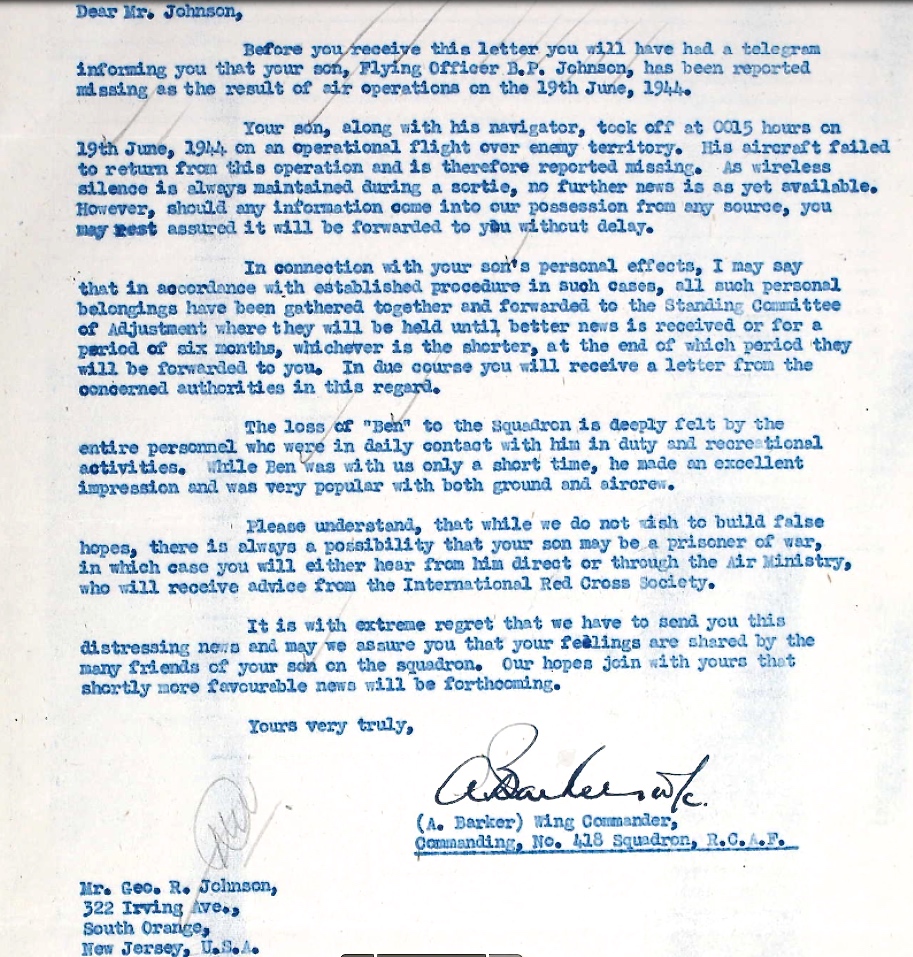 Dear Mr. Johnson,
Before you receive this letter you will have had a telegram
informing you that your son, Flying Officer B.P. Johnson, has been reported
missing as the result of air operations on the 19th June, 1944.
Your son, along with his navigator, took off at 0015 hours on
19th June, 1944 on an operational flight over enemy territory. His aircraft failed
to return from this operation and is therefore reported missing. As wireless
silence is always maintained during a sortie, no further news is as yet available.
However, should any information come into our possession from any source, you
may rest assured it will be forwarded to you without delay.
In connection with your son's personal effects, I may say
that in accordance with established procedure in such cases, all such personal
belongings have been gathered together and forwarded to the Standing Committee
of Adjustment where they will be held until better news is received or for a
period of six months, whichever is the shorter, at the end of which period they
will be forwarded to you. In due course you will receive a letter from the
concerned authorities in this regard.
The loss of "Ben" to the Squadron is deeply felt by the
entire personnel who were in daily contact with him in duty and recreational
activities. While Ben was with us only a short time, he made an excellent
impression and was very popular with both ground and aircrew.
Please understand, that while we do not wish to build false
hopes, there is always a possibility that your son may be a prisoner of war,
in which case you will either hear from him direct or through the Air Ministry,
who will receive advice from the International Red Cross Society.
It is with extreme regret that we have to send you this
distressing news and may we assure you that your feelings are shared by the
many friends of your son on the squadron. Our hopes join with yours that
shortly more favourable news will be forthcoming.
Yours very truly,
A Barker W/C.
(A. Barker) Wing Commander,
Commanding, No. 418 Squadron, R.C.A.F.
Mr. Geo. R. Johnson,
322 Irving Ave.,
South Orange,
New Jersey, U.S.A.